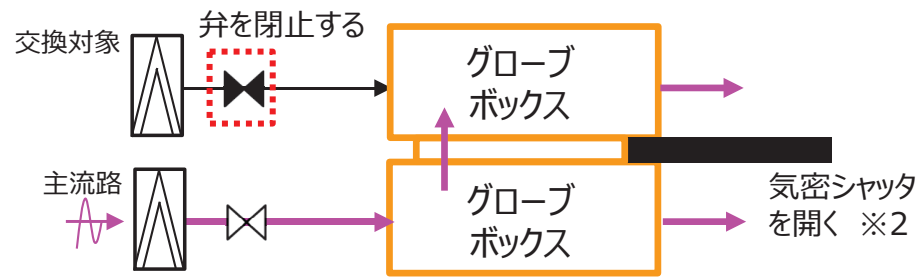 弁を閉止する
交換対象
グローブ
ボックス
主流路
グローブ
ボックス
気密シャッタ
を開く ※2